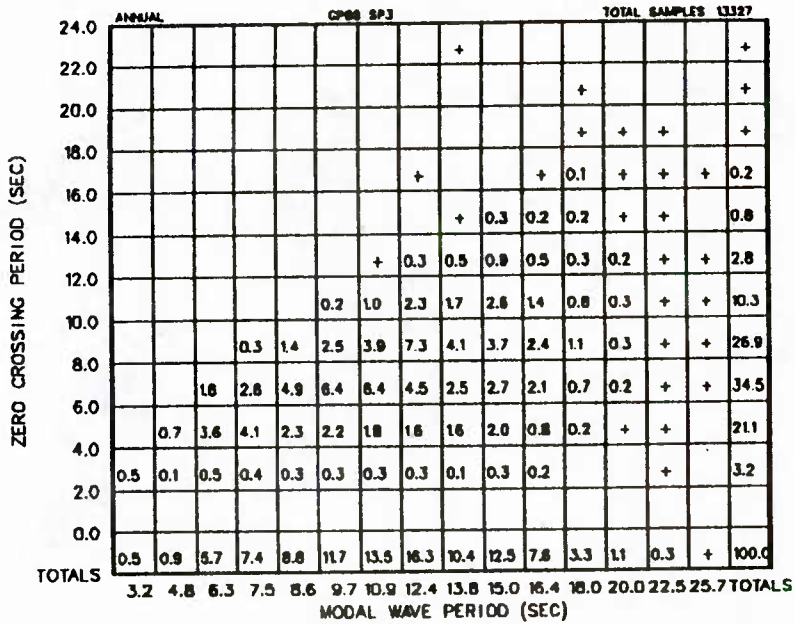 ANNUAL SP3 TOTAL SAMPLES 13327
24.0
+ +
22.0
+ +
20.0
+ + + +
18.0
+ + 0.1 + + + 0.2
16.0
+ 0.3 0.2 0.2 + + 0.8
14.0
+ 0.3 0.5 0.9 0.5 0.3 0.2 + + 2.8
12.0
0.2 1.0 2.3 1.7 2.6 1.4 0.8 0.3 + + 10.3
10.0
0.3 1.4 2.5 3.9 7.3 4.1 3.7 2.4 1.1 0.3 + + 26.9
8.0
1.6 2.6 4.9 6.4 6.4 4.5 2.5 2.7 2.1 0.7 0.2 + + 34.5
6.0
0.7 3.6 4.1 2.3 2.2 1.8 1.6 1.6 2.0 0.8 0.2 + + 21.1
4.0
0.5 0.1 0.5 0.4 0.3 0.3 0.3 0.3 0.1 0.3 0.2 + 3.2
2.0
0.0
0.5 0.9 5.7 7.4 8.8 11.7 13.5 16.3 10.4 12.5 7.6 3.3 1.1 0.3 + 100.0
TOTALS
3.2 4.8 6.3 7.5 8.6 9.7 10.9 12.4 13.8 15.0 16.4 18.0 20.0 22.5 25.7 TOTALS
MODAL WAVE PERIOD (SEC)
ZERO CROSSING PERIOD (SEC)